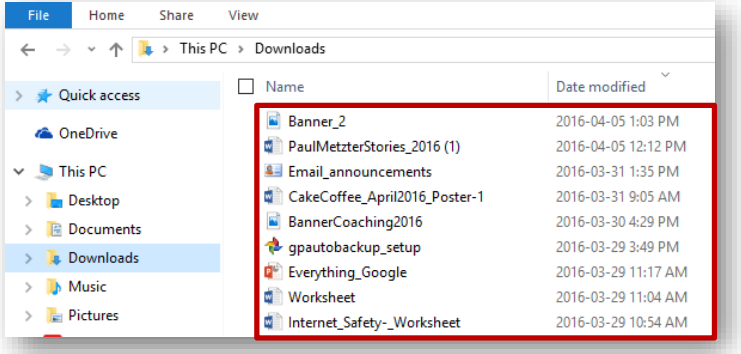 File Home Share View
This PC > Downloads
Name Date modified
Quick access
OneDrive
This PC
Desktop
Documents
Downloads
Music
Pictures
Banner_2 2016-04-05 1:03 PM
PaulMetzterStories_2016 (1) 2016-04-05 12:12 PM
Email_announcements 2016-03-31 1:35 PM
CakeCoffee_April2016_Poster-1 2016-03-31 9:05 AM
BannerCoaching2016 2016-03-30 4:29 PM
gpautobackup_setup 2016-03-29 3:49 PM
Everything_Google 2016-03-29 11:17 AM
Worksheet 2016-03-29 11:04 AM
Internet_Safety-_Worksheet 2016-03-29 10:54 AM